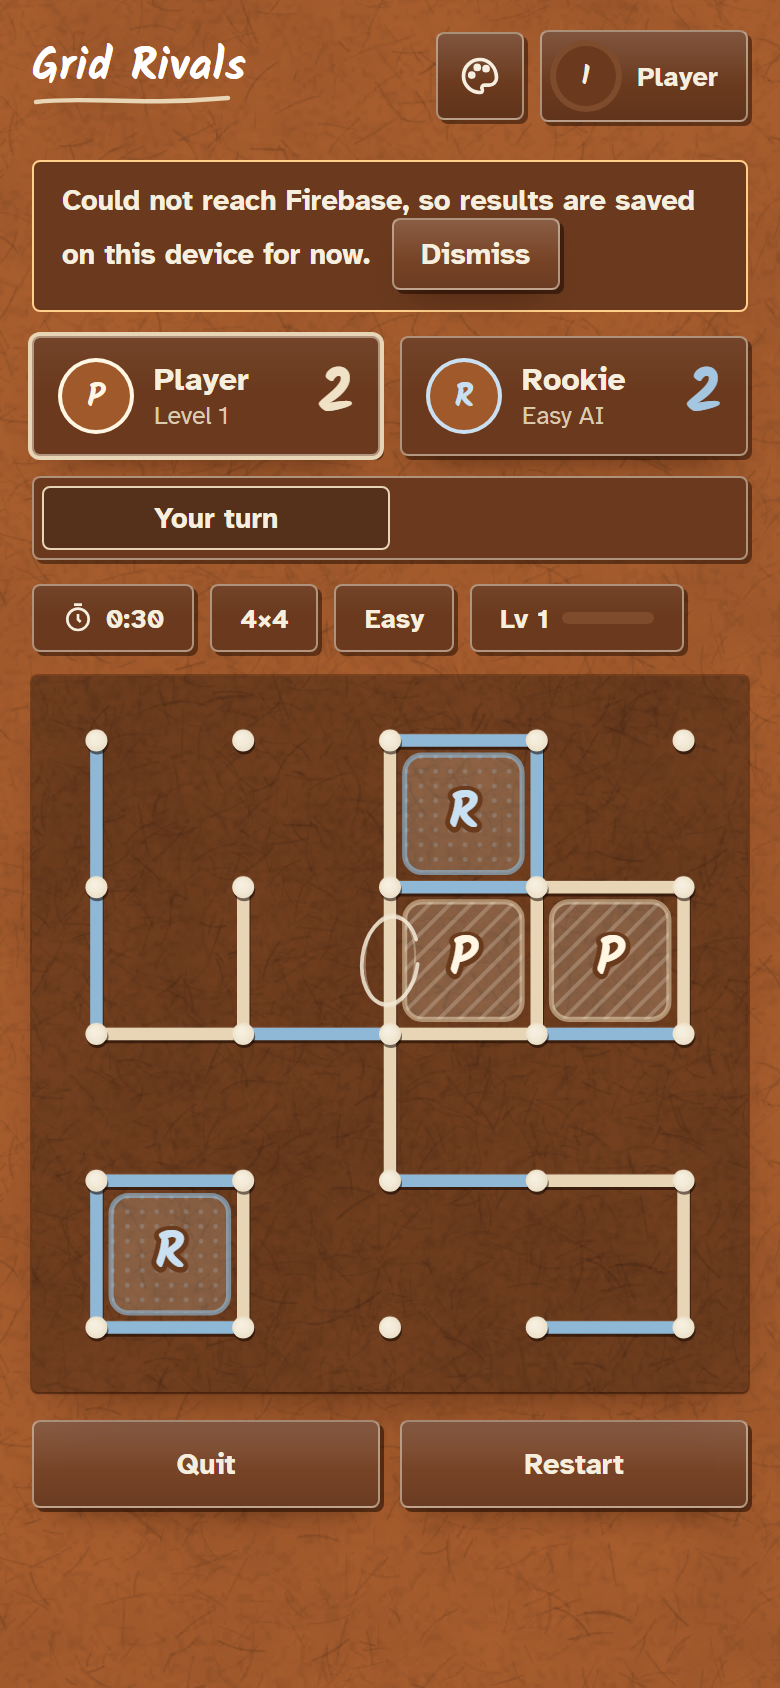 Grid Rivals
I
Player
Could not reach Firebase, so results are saved
on this device for now.
Dismiss
P
Player
Level 1
2
R
Rookie
Easy AI
2
Your turn
0:30
4×4
Easy
Lv 1
R
P
P
R
Quit
Restart